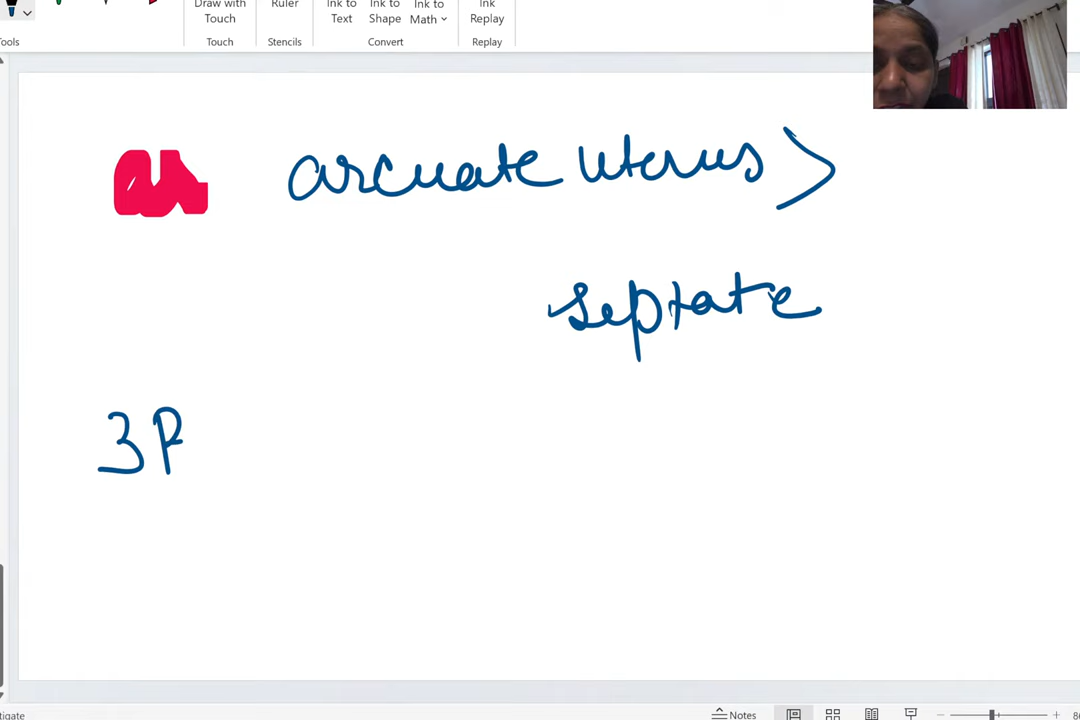 Draw with Touch
Ruler
Ink to Text
Ink to Shape
Ink to Math
Ink Replay
Tools
Touch
Stencils
Convert
Replay
arcuate uterus >
septate
3P
Notes